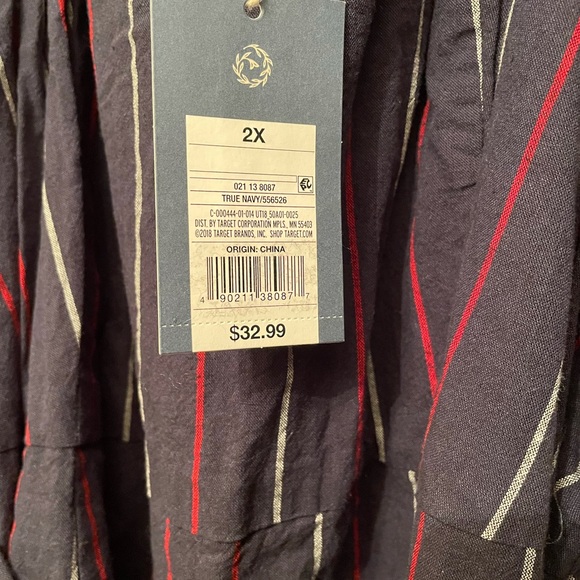 2X
021 13 8087
TRUE NAVY/556526
C-000444-01-014 UT18_50A01-0025
DIST. BY TARGET CORPORATION MPLS., MN 55403
©2018 TARGET BRANDS, INC. SHOP TARGET.COM
ORIGIN: CHINA
4 90211 38087 7
$32.99